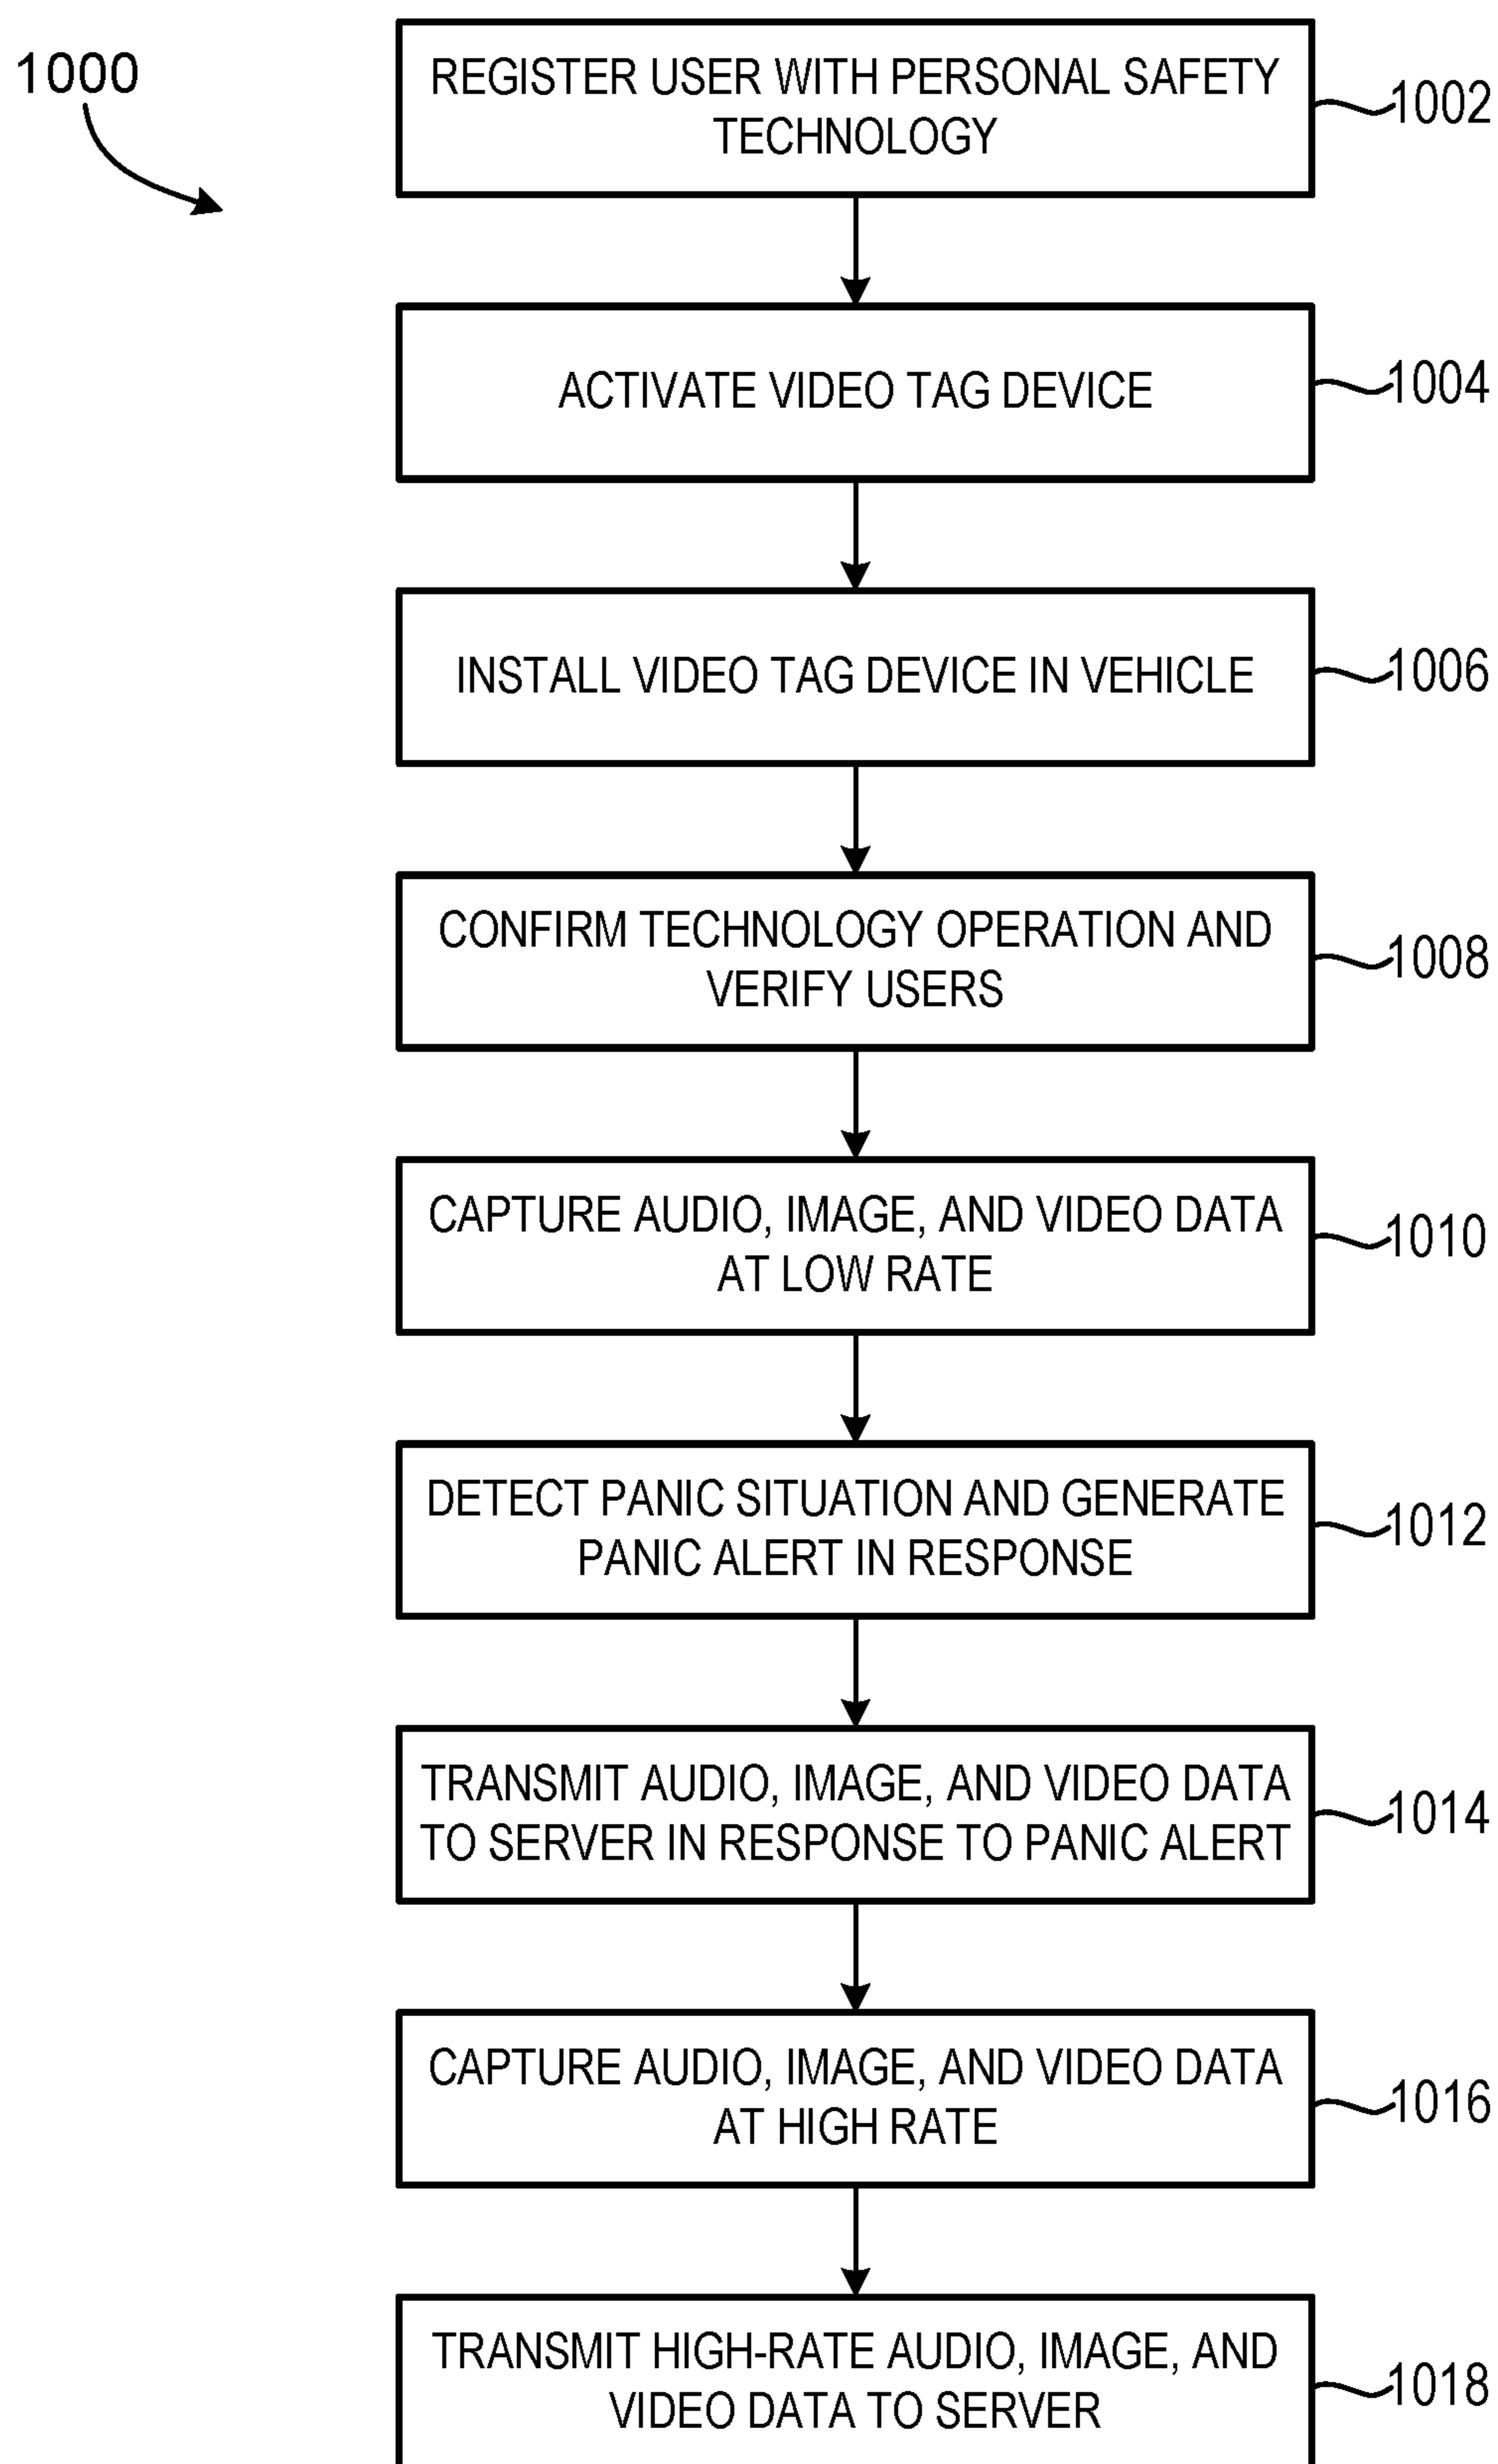 1000
REGISTER USER WITH PERSONAL SAFETY
TECHNOLOGY
1002
ACTIVATE VIDEO TAG DEVICE
1004
INSTALL VIDEO TAG DEVICE IN VEHICLE
1006
CONFIRM TECHNOLOGY OPERATION AND
VERIFY USERS
1008
CAPTURE AUDIO, IMAGE, AND VIDEO DATA
AT LOW RATE
1010
DETECT PANIC SITUATION AND GENERATE
PANIC ALERT IN RESPONSE
1012
TRANSMIT AUDIO, IMAGE, AND VIDEO DATA
TO SERVER IN RESPONSE TO PANIC ALERT
1014
CAPTURE AUDIO, IMAGE, AND VIDEO DATA
AT HIGH RATE
1016
TRANSMIT HIGH-RATE AUDIO, IMAGE, AND
VIDEO DATA TO SERVER
1018